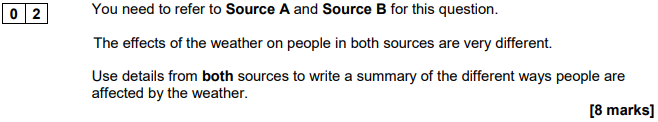 0 2 You need to refer to Source A and Source B for this question.
The effects of the weather on people in both sources are very different.
Use details from both sources to write a summary of the different ways people are
affected by the weather.
[8 marks]